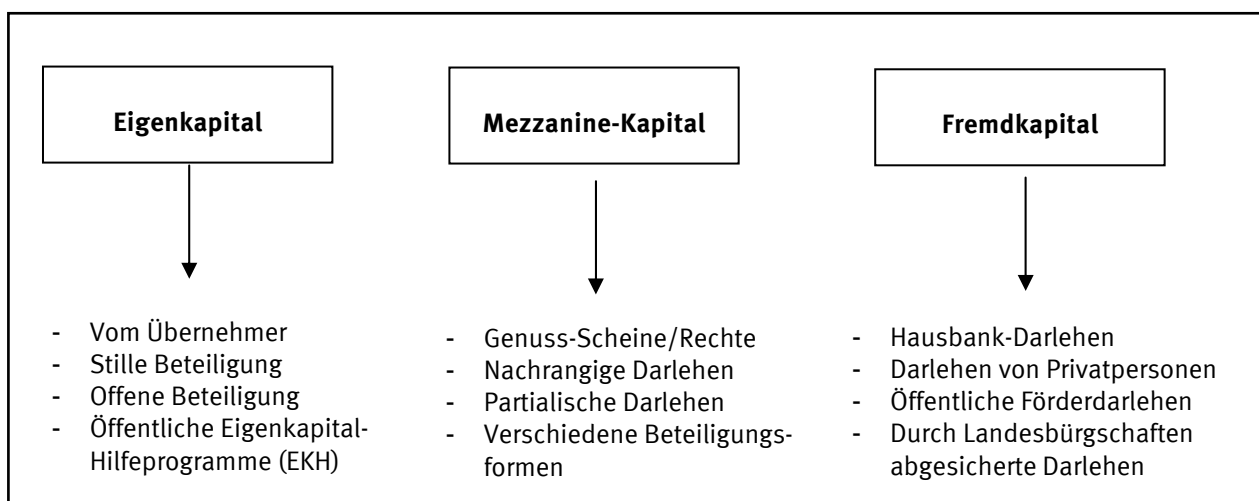 Eigenkapital
- Vom Übernehmer
- Stille Beteiligung
- Offene Beteiligung
- Öffentliche Eigenkapital-
Hilfeprogramme (EKH)
Mezzanine-Kapital
- Genuss-Scheine/Rechte
- Nachrangige Darlehen
- Partialische Darlehen
- Verschiedene Beteiligungs-
formen
Fremdkapital
- Hausbank-Darlehen
- Darlehen von Privatpersonen
- Öffentliche Förderdarlehen
- Durch Landesbürgschaften
abgesicherte Darlehen